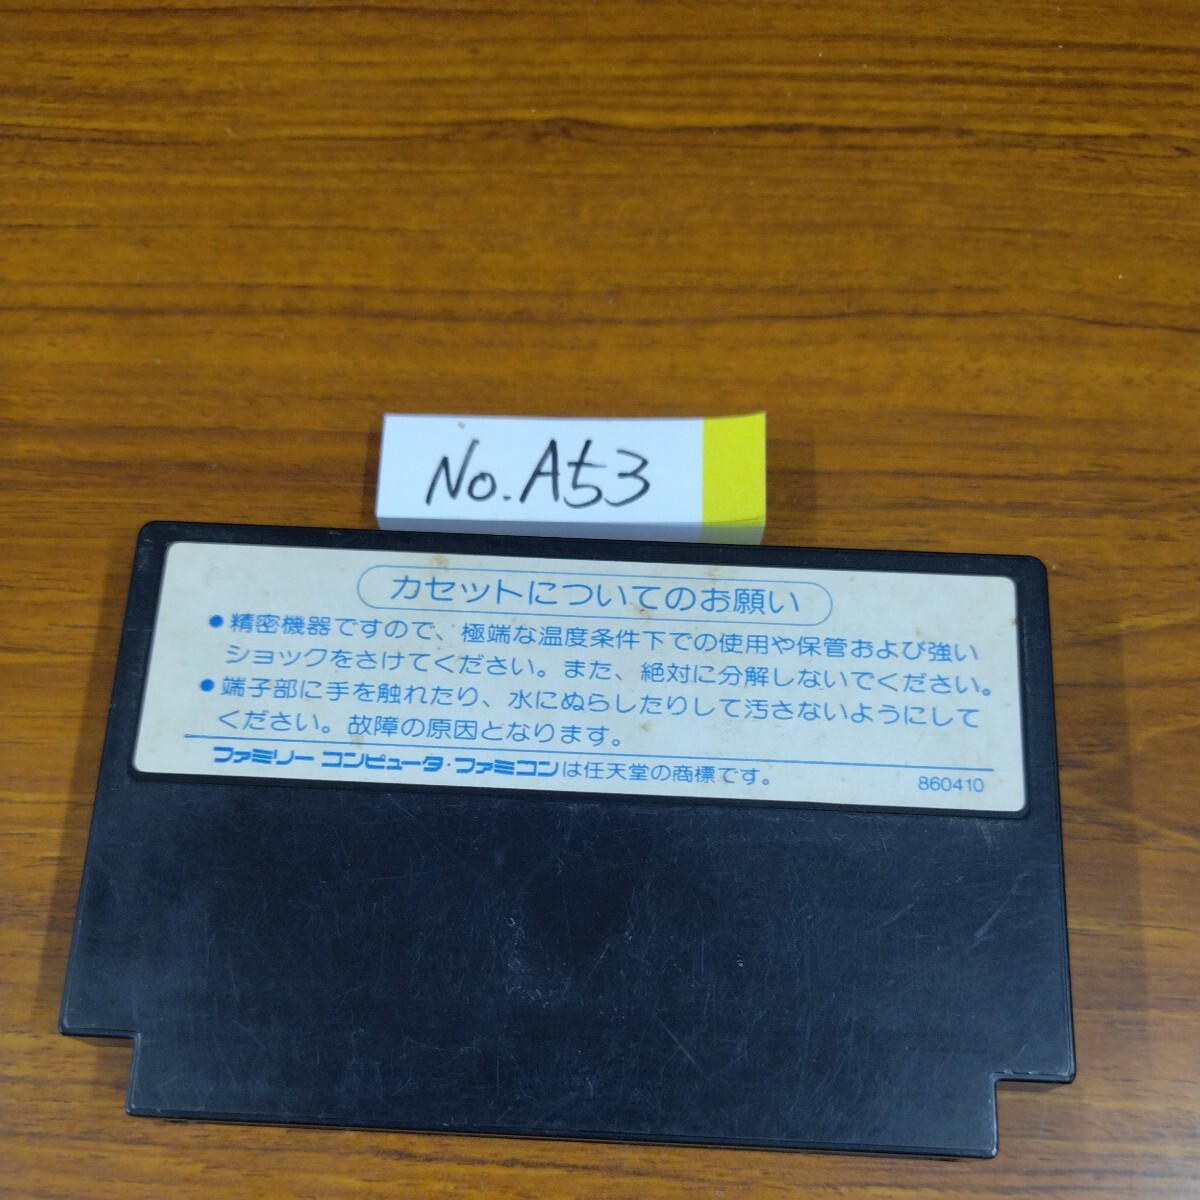 No.A53
カセットについてのお願い
●精密機器ですので、極端な温度条件下での使用や保管および強い
ショックをさけてください。また、絶対に分解しないでください。
●端子部に手を触れたり、水にぬらしたりして汚さないようにして
ください。故障の原因となります。
ファミリーコンピュータ・ファミコンは任天堂の商標です。 860410